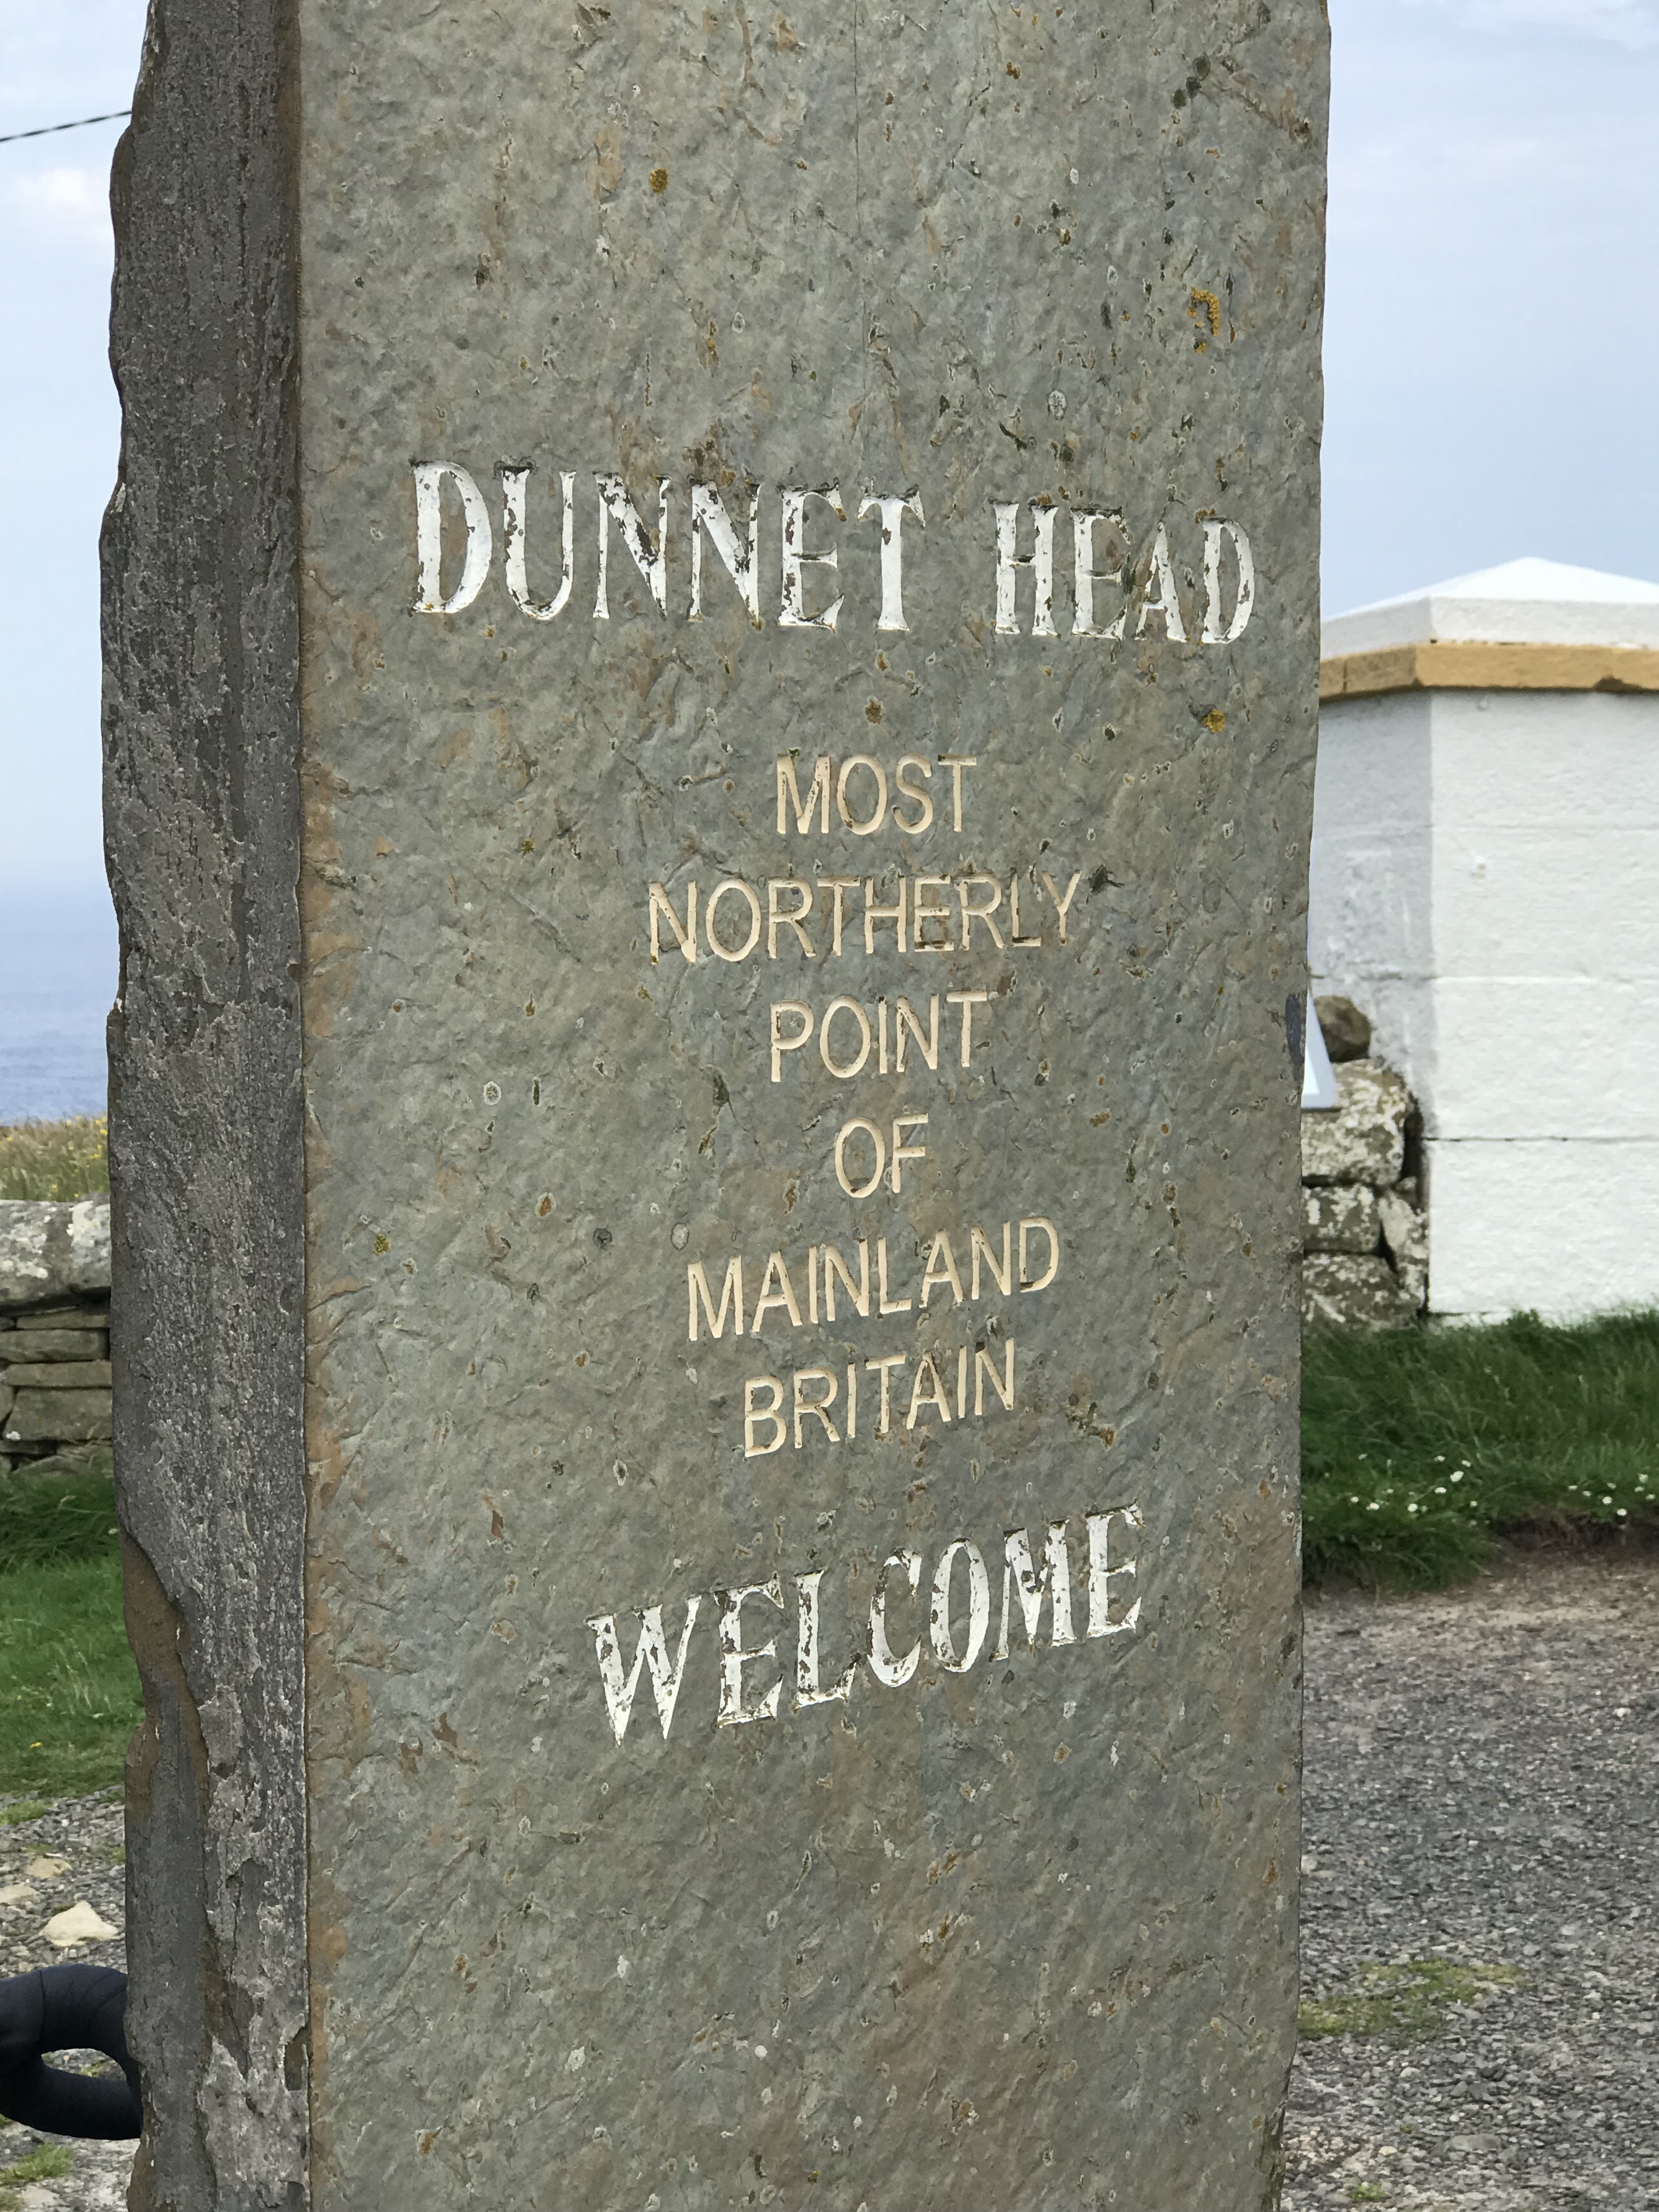 DUNNET HEAD
MOST
NORTHERLY
POINT
OF
MAINLAND
BRITAIN
WELCOME